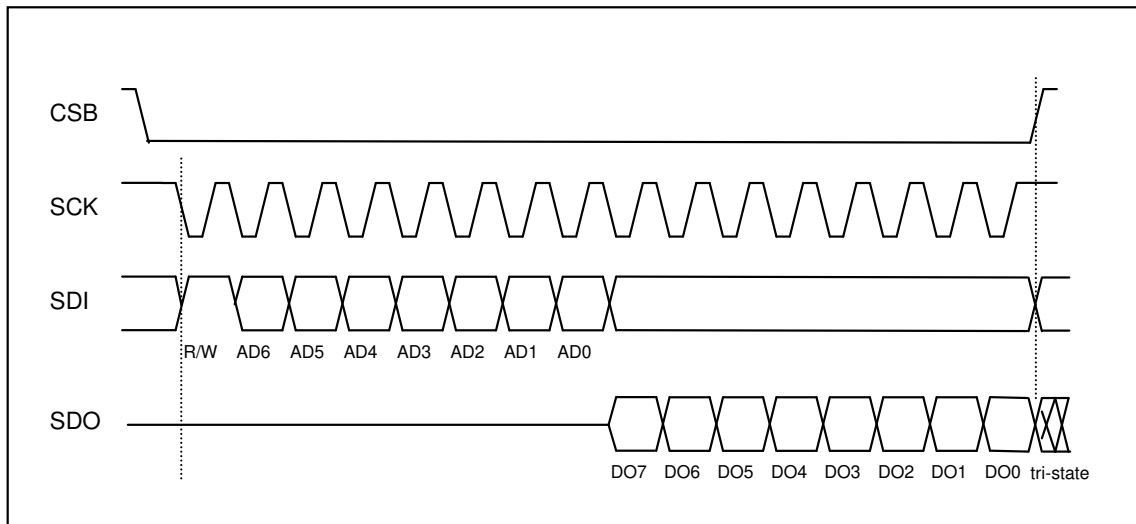 CSB
SCK
SDI
R/W AD6 AD5 AD4 AD3 AD2 AD1 AD0
SDO
DO7 DO6 DO5 DO4 DO3 DO2 DO1 DO0 tri-state